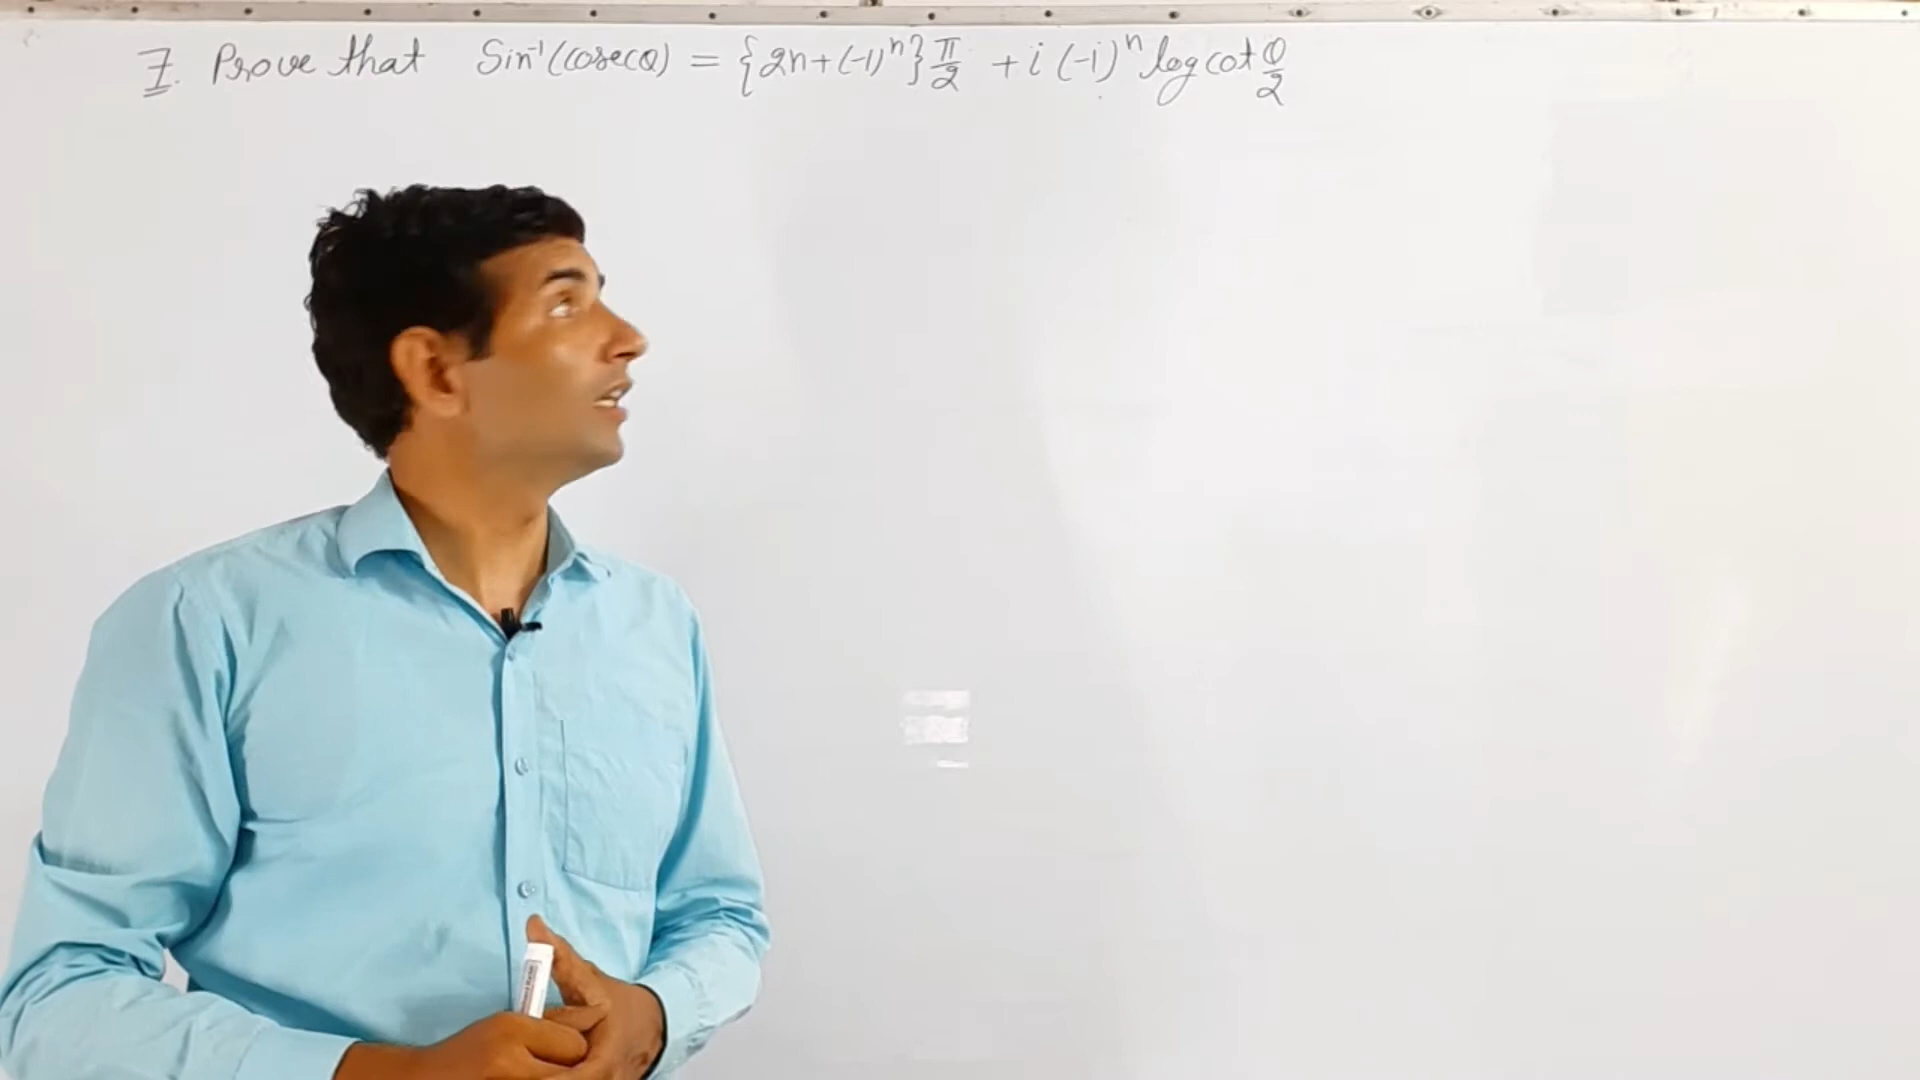 7. Prove that Sin⁻¹(cosecθ) = {2n+(-1)ⁿ}π/2 + i(-1)ⁿ log cot θ/2